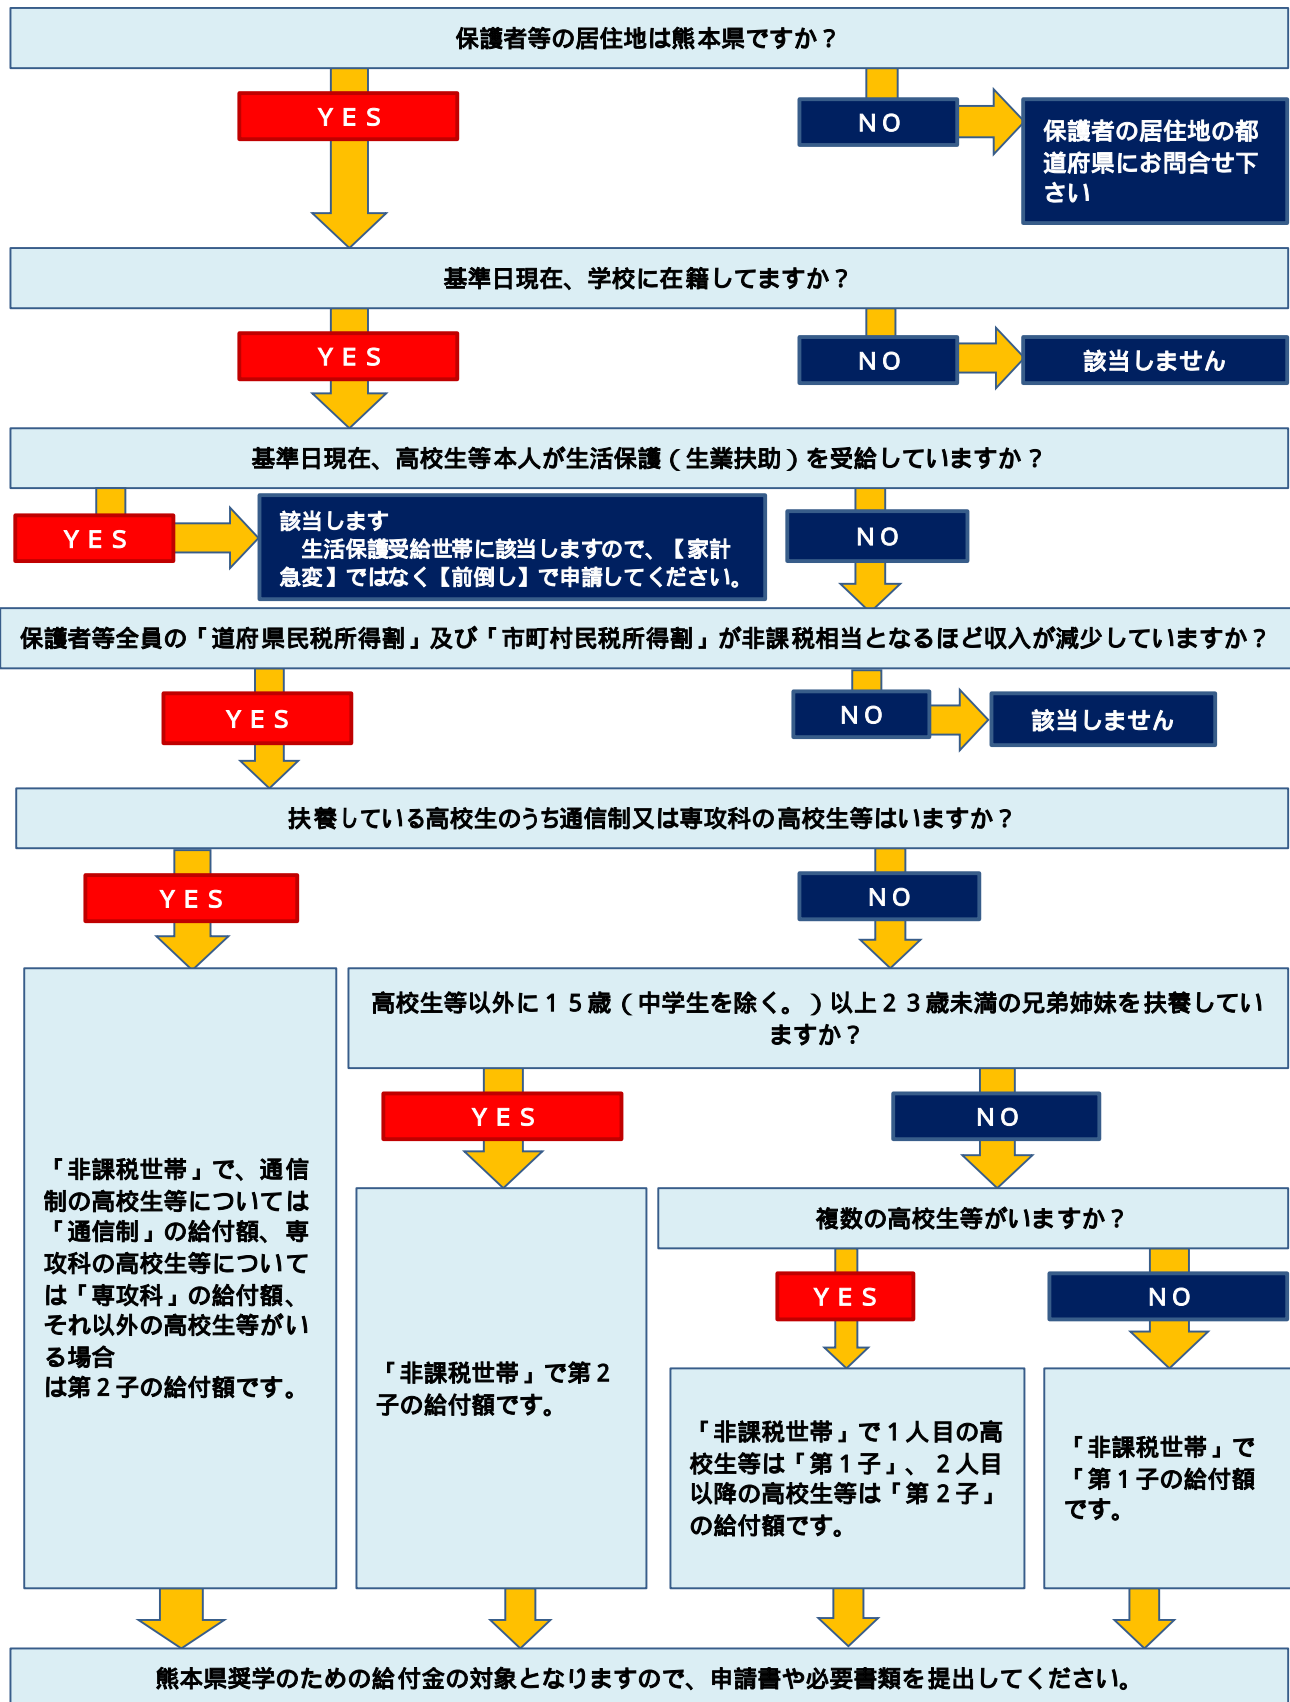 保護者等の居住地は熊本県ですか？
ＹＥＳ
ＮＯ
保護者の居住地の都
道府県にお問合せ下
さい
基準日現在、学校に在籍してますか？
ＹＥＳ
ＮＯ
該当しません
基準日現在、高校生等本人が生活保護（生業扶助）を受給していますか？
ＹＥＳ
該当します
　生活保護受給世帯に該当しますので、【家計
急変】ではなく【前倒し】で申請してください。
ＮＯ
保護者等全員の「道府県民税所得割」及び「市町村民税所得割」が非課税相当となるほど収入が減少していますか？
ＹＥＳ
ＮＯ
該当しません
扶養している高校生のうち通信制又は専攻科の高校生等はいますか？
ＹＥＳ
ＮＯ
高校生等以外に１５歳（中学生を除く。）以上２３歳未満の兄弟姉妹を扶養してい
ますか？
ＹＥＳ
ＮＯ
「非課税世帯」で、通信
制の高校生等については
「通信制」の給付額、専
攻科の高校生等について
は「専攻科」の給付額、
それ以外の高校生等がい
る場合
は第２子の給付額です。
「非課税世帯」で第２
子の給付額です。
複数の高校生等がいますか？
ＹＥＳ
ＮＯ
「非課税世帯」で１人目の高
校生等は「第１子」、２人目
以降の高校生等は「第２子」
の給付額です。
「非課税世帯」で
「第１子の給付額
です。
熊本県奨学のための給付金の対象となりますので、申請書や必要書類を提出してください。